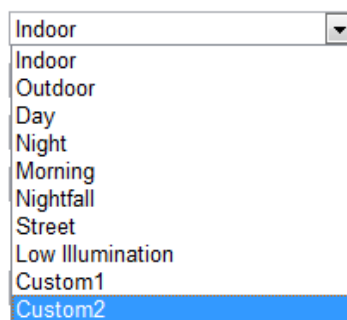 Indoor
Indoor
Outdoor
Day
Night
Morning
Nightfall
Street
Low Illumination
Custom1
Custom2